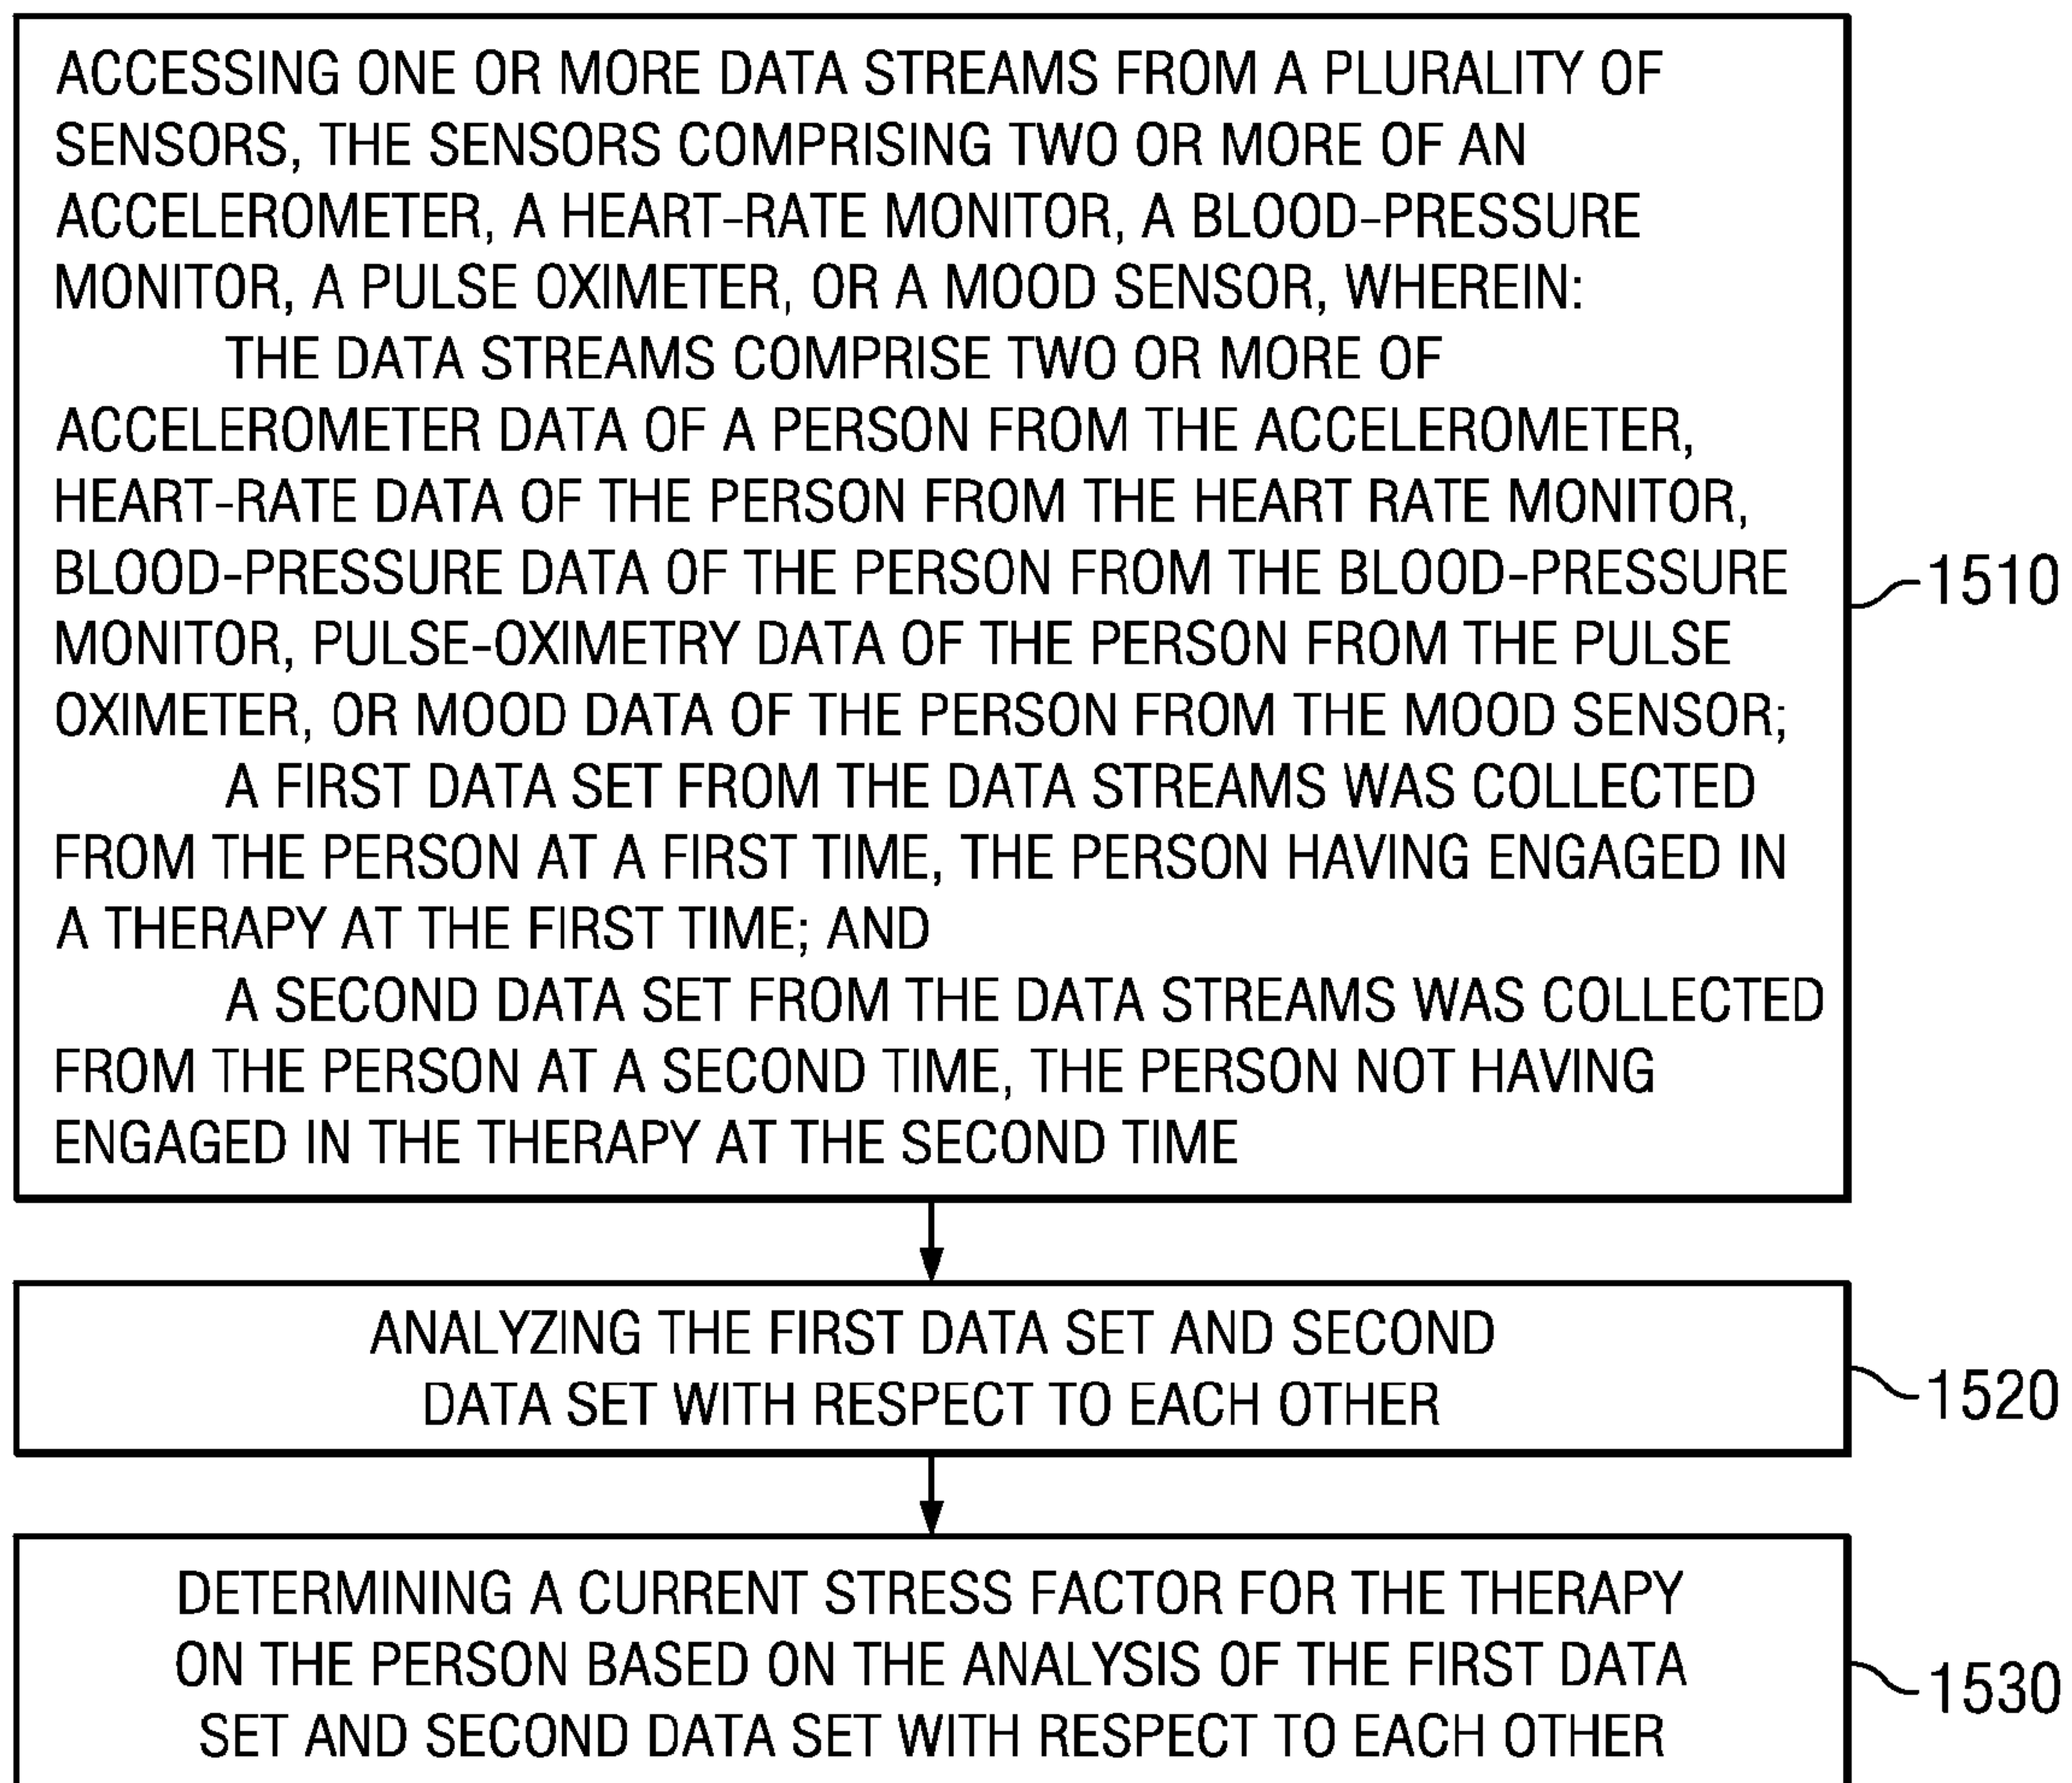 ACCESSING ONE OR MORE DATA STREAMS FROM A PLURALITY OF
SENSORS, THE SENSORS COMPRISING TWO OR MORE OF AN
ACCELEROMETER, A HEART-RATE MONITOR, A BLOOD-PRESSURE
MONITOR, A PULSE OXIMETER, OR A MOOD SENSOR, WHEREIN:
THE DATA STREAMS COMPRISE TWO OR MORE OF
ACCELEROMETER DATA OF A PERSON FROM THE ACCELEROMETER,
HEART-RATE DATA OF THE PERSON FROM THE HEART RATE MONITOR,
BLOOD-PRESSURE DATA OF THE PERSON FROM THE BLOOD-PRESSURE
MONITOR, PULSE-OXIMETRY DATA OF THE PERSON FROM THE PULSE
OXIMETER, OR MOOD DATA OF THE PERSON FROM THE MOOD SENSOR;
A FIRST DATA SET FROM THE DATA STREAMS WAS COLLECTED
FROM THE PERSON AT A FIRST TIME, THE PERSON HAVING ENGAGED IN
A THERAPY AT THE FIRST TIME; AND
A SECOND DATA SET FROM THE DATA STREAMS WAS COLLECTED
FROM THE PERSON AT A SECOND TIME, THE PERSON NOT HAVING
ENGAGED IN THE THERAPY AT THE SECOND TIME
1510
ANALYZING THE FIRST DATA SET AND SECOND
DATA SET WITH RESPECT TO EACH OTHER
1520
DETERMINING A CURRENT STRESS FACTOR FOR THE THERAPY
ON THE PERSON BASED ON THE ANALYSIS OF THE FIRST DATA
SET AND SECOND DATA SET WITH RESPECT TO EACH OTHER
1530